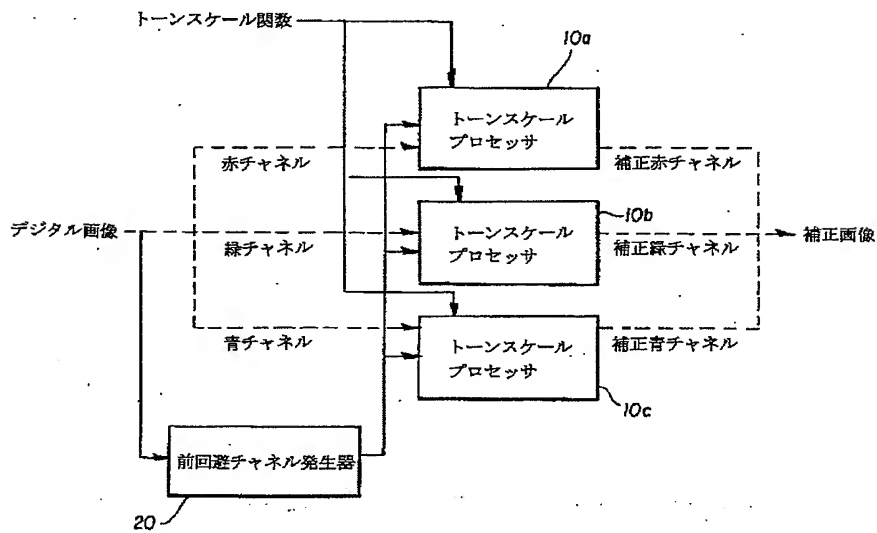 トーンスケール関数
10a
トーンスケール
プロセッサ
赤チャネル
補正赤チャネル
10b
デジタル画像
緑チャネル
トーンスケール
プロセッサ
補正緑チャネル
補正画像
青チャネル
トーンスケール
プロセッサ
補正青チャネル
10c
前回避チャネル発生器
20